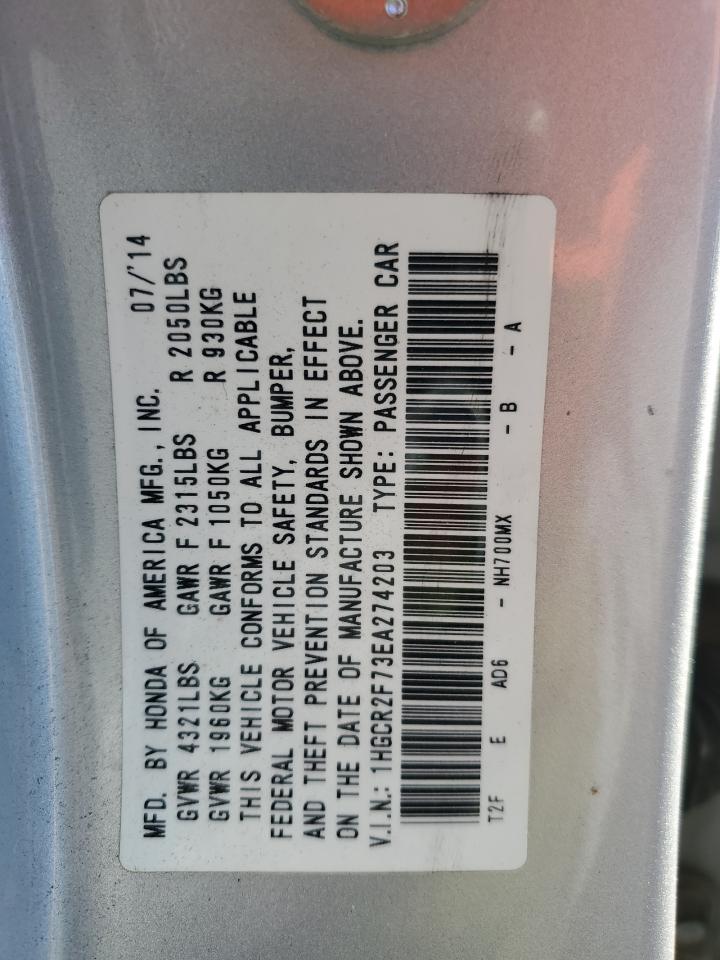 MFD. BY HONDA OF AMERICA MFG., INC. 07/'14
GVWR 4321LBS GAWR F 2315LBS R 2050LBS
GVWR 1960KG GAWR F 1050KG R 930KG
THIS VEHICLE CONFORMS TO ALL APPLICABLE
FEDERAL MOTOR VEHICLE SAFETY, BUMPER,
AND THEFT PREVENTION STANDARDS IN EFFECT
ON THE DATE OF MANUFACTURE SHOWN ABOVE.
V.I.N.: 1HGCR2F73EA274203 TYPE: PASSENGER CAR
T2F E AD6 - NH700MX - B - A